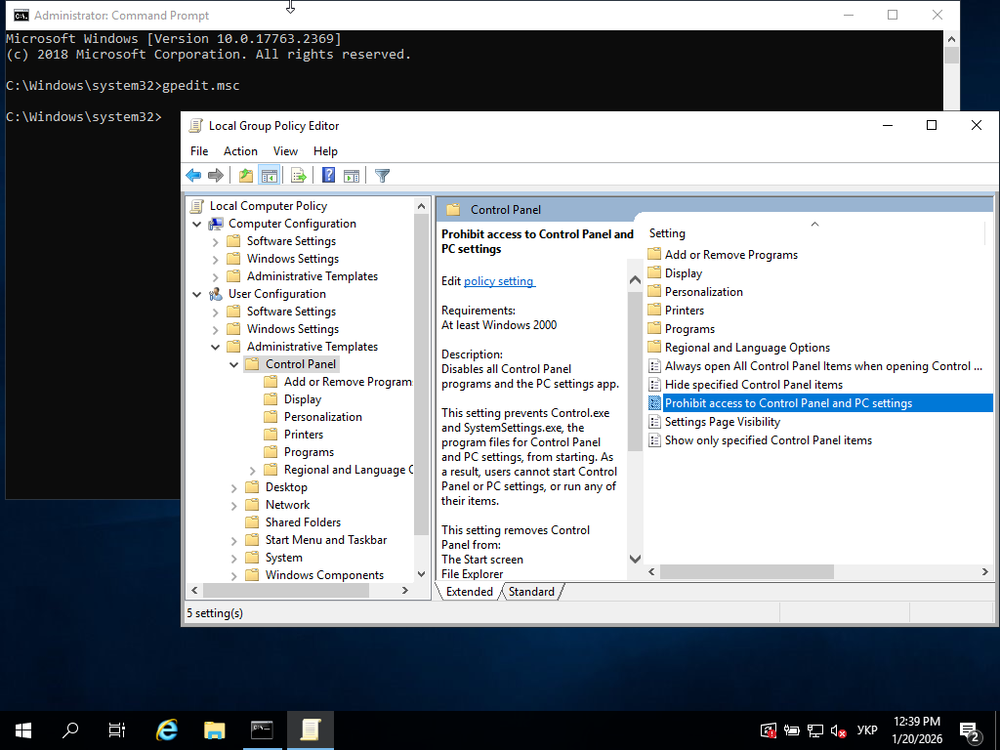 Administrator: Command Prompt
Microsoft Windows [Version 10.0.17763.2369]
(c) 2018 Microsoft Corporation. All rights reserved.
C:\Windows\system32>gpedit.msc
C:\Windows\system32>
Local Group Policy Editor
File Action View Help
Local Computer Policy
Computer Configuration
Software Settings
Windows Settings
Administrative Templates
User Configuration
Software Settings
Windows Settings
Administrative Templates
Control Panel
Add or Remove Programs
Display
Personalization
Printers
Programs
Regional and Language C
Desktop
Network
Shared Folders
Start Menu and Taskbar
System
Windows Components
Control Panel
Prohibit access to Control Panel and
PC settings
Edit policy setting
Requirements:
At least Windows 2000
Description:
Disables all Control Panel
programs and the PC settings app.
This setting prevents Control.exe
and SystemSettings.exe, the
program files for Control Panel
and PC settings, from starting. As
a result, users cannot start Control
Panel or PC settings, or run any of
their items.
This setting removes Control
Panel from:
The Start screen
File Explorer
Setting
Add or Remove Programs
Display
Personalization
Printers
Programs
Regional and Language Options
Always open All Control Panel Items when opening Control ...
Hide specified Control Panel items
Prohibit access to Control Panel and PC settings
Settings Page Visibility
Show only specified Control Panel items
Extended Standard
5 setting(s)
УКР
12:39 PM
1/20/2026
2